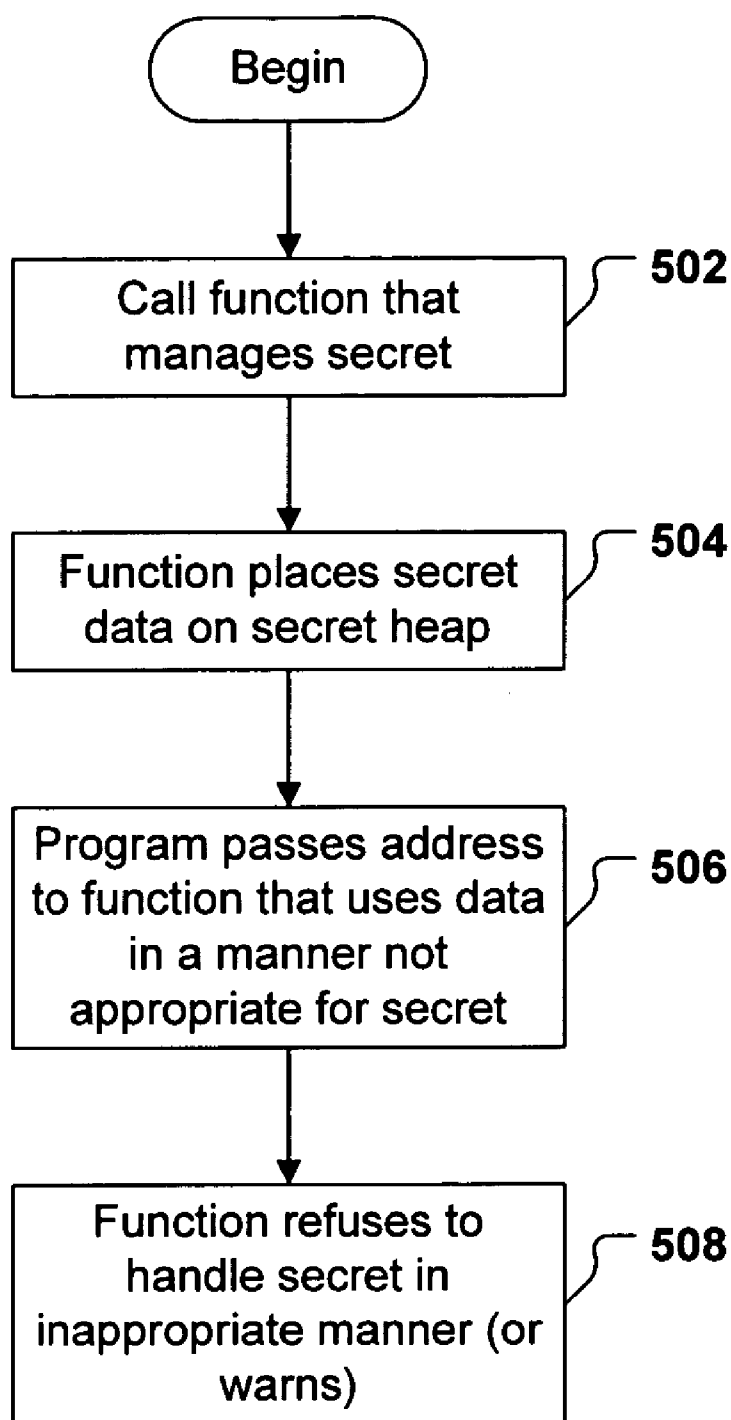 Begin
Call function that
manages secret
502
Function places secret
data on secret heap
504
Program passes address
to function that uses data
in a manner not
appropriate for secret
506
Function refuses to
handle secret in
inappropriate manner (or
warns)
508